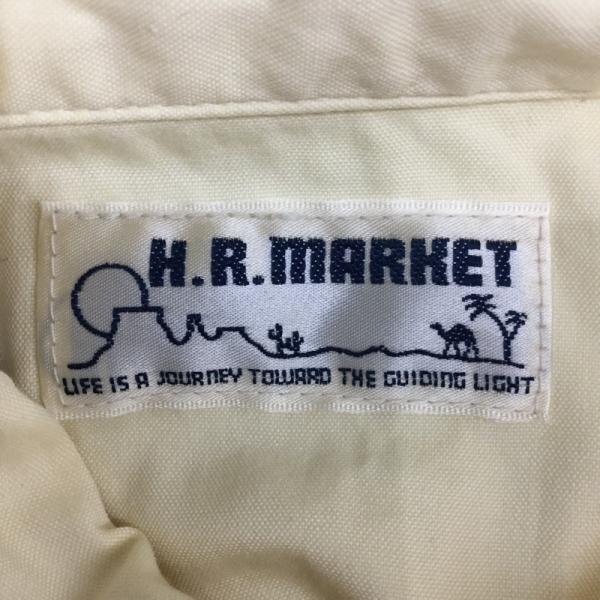 H.R.MARKET
LIFE IS A JOURNEY TOWARD THE GUIDING LIGHT